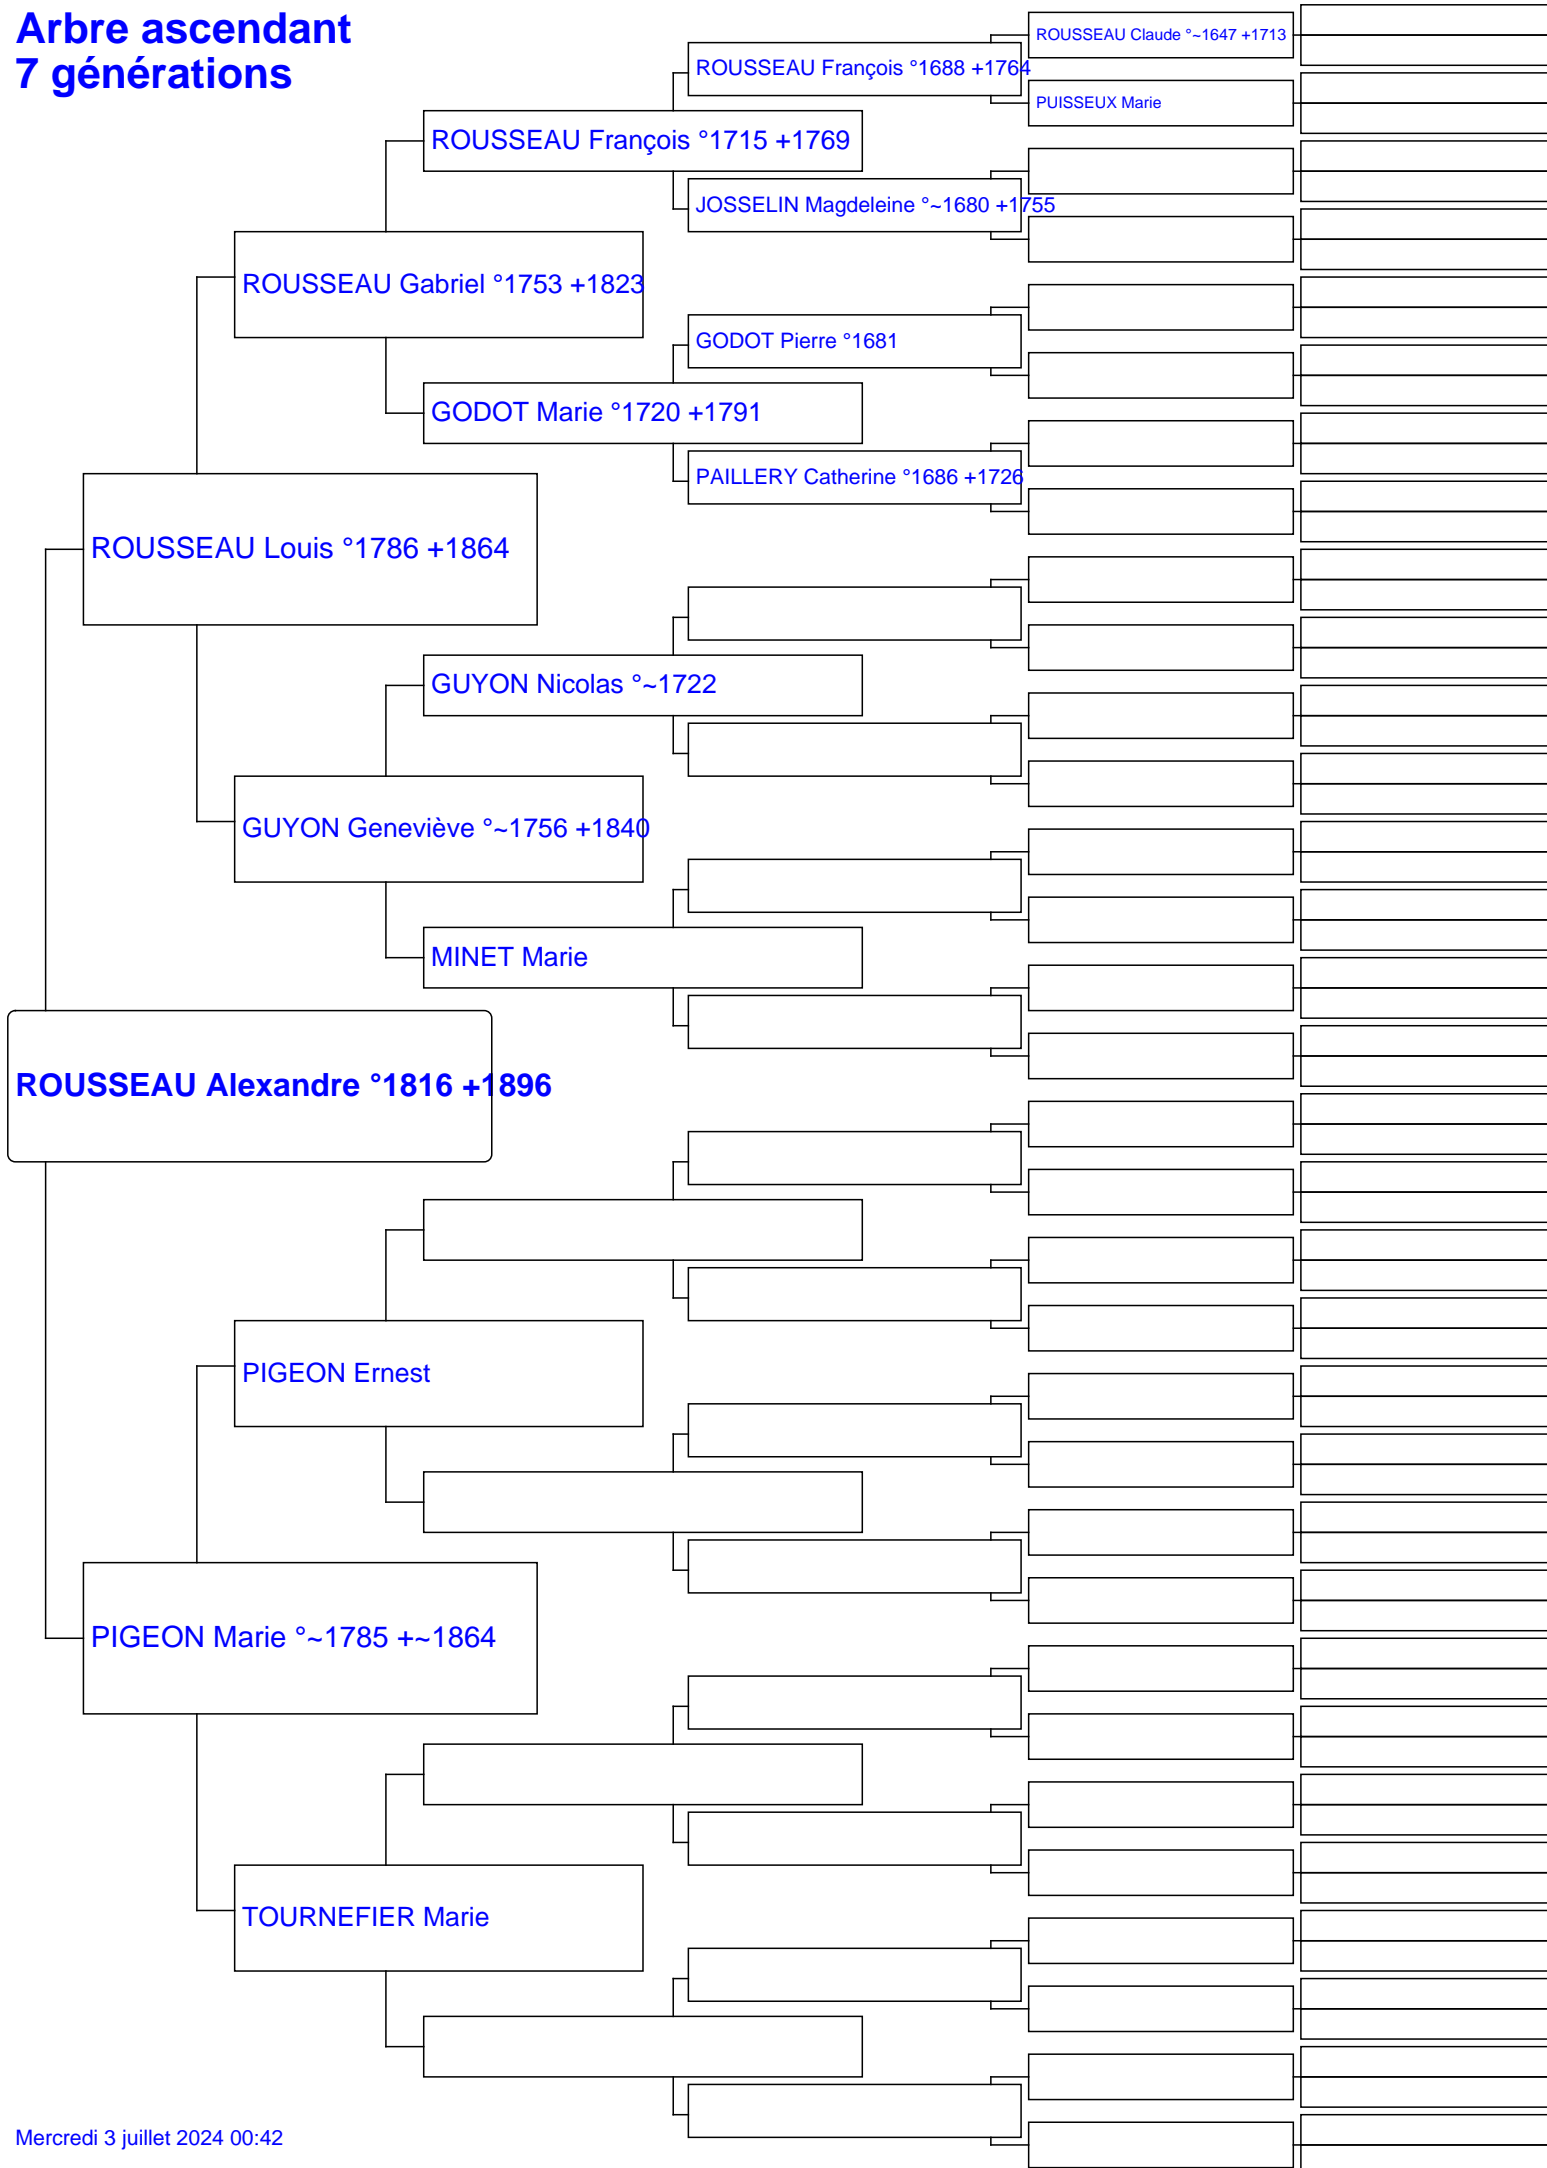 Arbre ascendant
7 générations
ROUSSEAU Claude °~1647 +1713
ROUSSEAU François °1688 +1764
PUISSEUX Marie
ROUSSEAU François °1715 +1769
JOSSELIN Magdeleine °~1680 +1755
ROUSSEAU Gabriel °1753 +1823
GODOT Pierre °1681
GODOT Marie °1720 +1791
PAILLERY Catherine °1686 +1726
ROUSSEAU Louis °1786 +1864
GUYON Nicolas °~1722
GUYON Geneviève °~1756 +1840
MINET Marie
ROUSSEAU Alexandre °1816 +1896
PIGEON Ernest
PIGEON Marie °~1785 +~1864
TOURNEFIER Marie
Mercredi 3 juillet 2024 00:42